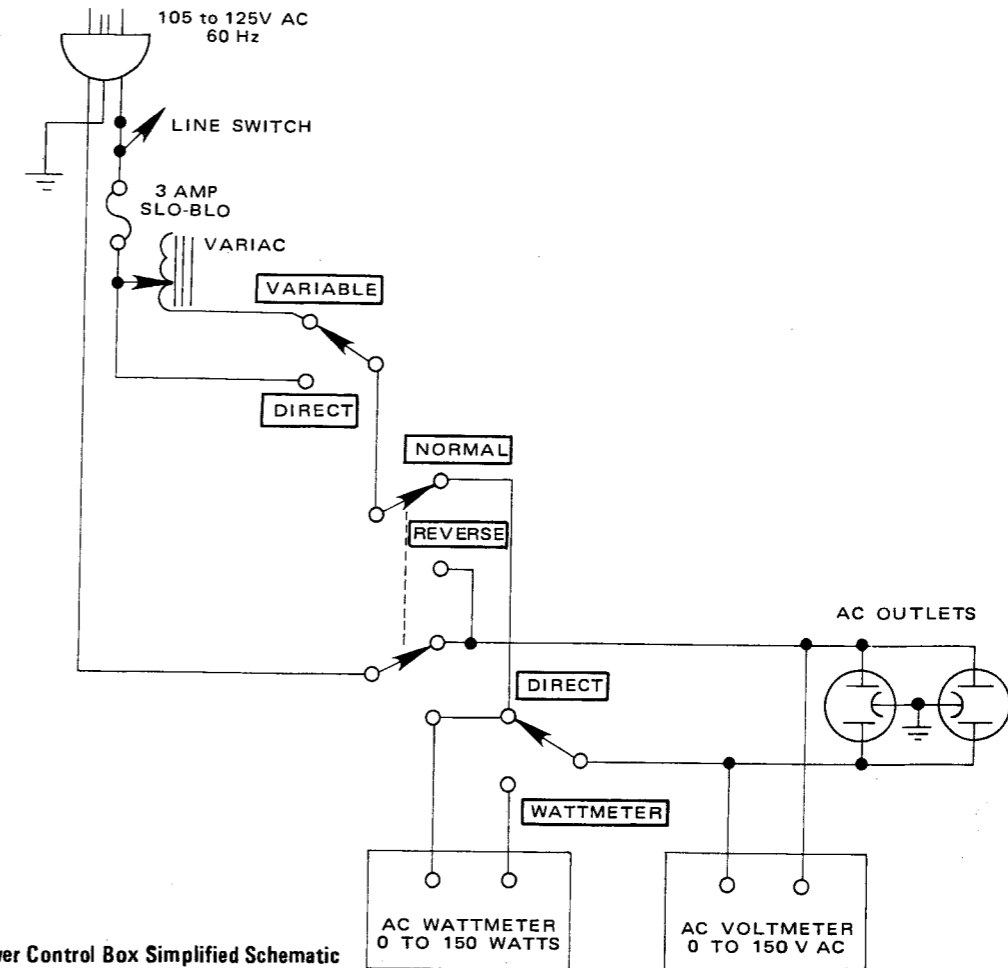 105 to 125V AC
60 Hz
LINE SWITCH
3 AMP
SLO-BLO
VARIAC
VARIABLE
DIRECT
NORMAL
REVERSE
AC OUTLETS
DIRECT
WATTMETER
AC WATTMETER
0 TO 150 WATTS
AC VOLTMETER
0 TO 150 V AC
Control Box Simplified Schematic